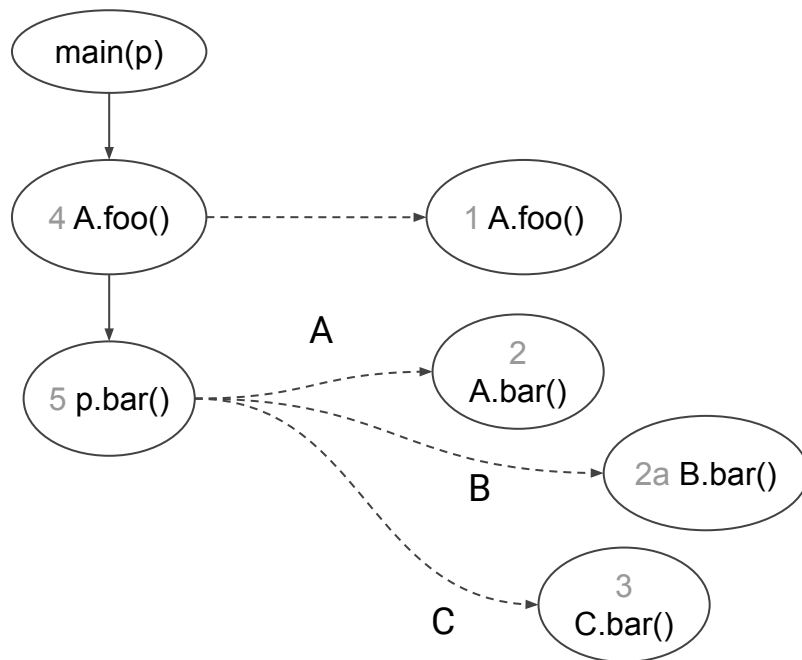 main(p)
4 A.foo()
1 A.foo()
A
2
A.bar()
5 p.bar()
B
2a B.bar()
3
C.bar()
C